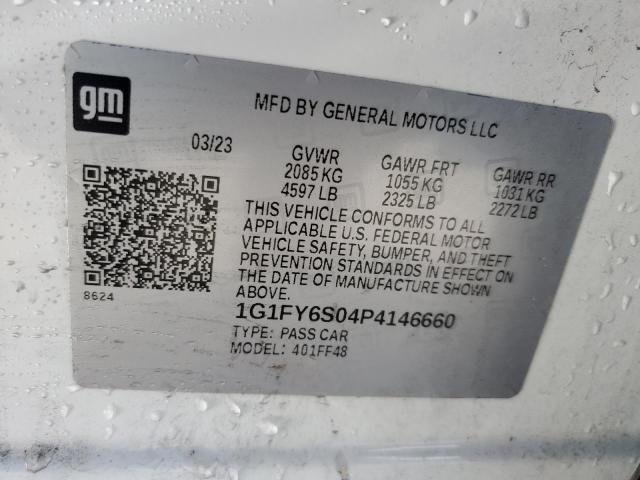 gm
MFD BY GENERAL MOTORS LLC
03/23
GVWR
2085 KG
4597 LB
GAWR FRT
1055 KG
2325 LB
GAWR RR
1031 KG
2272 LB
THIS VEHICLE CONFORMS TO ALL
APPLICABLE U.S. FEDERAL MOTOR
VEHICLE SAFETY, BUMPER, AND THEFT
PREVENTION STANDARDS IN EFFECT ON
THE DATE OF MANUFACTURE SHOWN
ABOVE.
8624
1G1FY6S04P4146660
TYPE: PASS CAR
MODEL: 401FF48